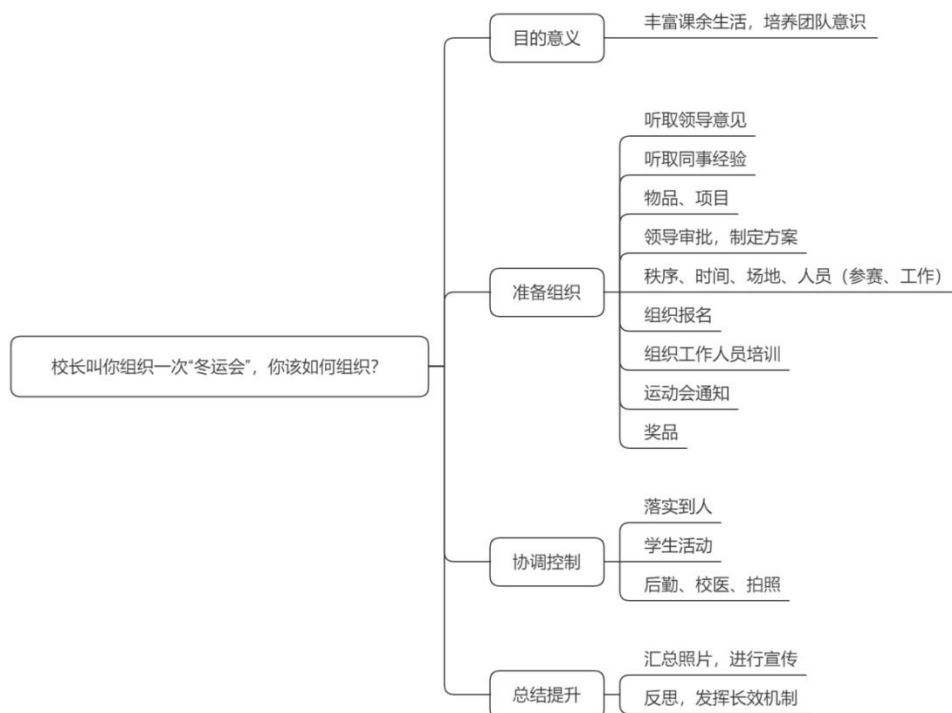 校长叫你组织一次“冬运会”，你该如何组织？
目的意义
丰富课余生活，培养团队意识
准备组织
听取领导意见
听取同事经验
物品、项目
领导审批，制定方案
秩序、时间、场地、人员（参赛、工作）
组织报名
组织工作人员培训
运动会通知
奖品
协调控制
落实到人
学生活动
后勤、校医、拍照
总结提升
汇总照片，进行宣传
反思，发挥长效机制